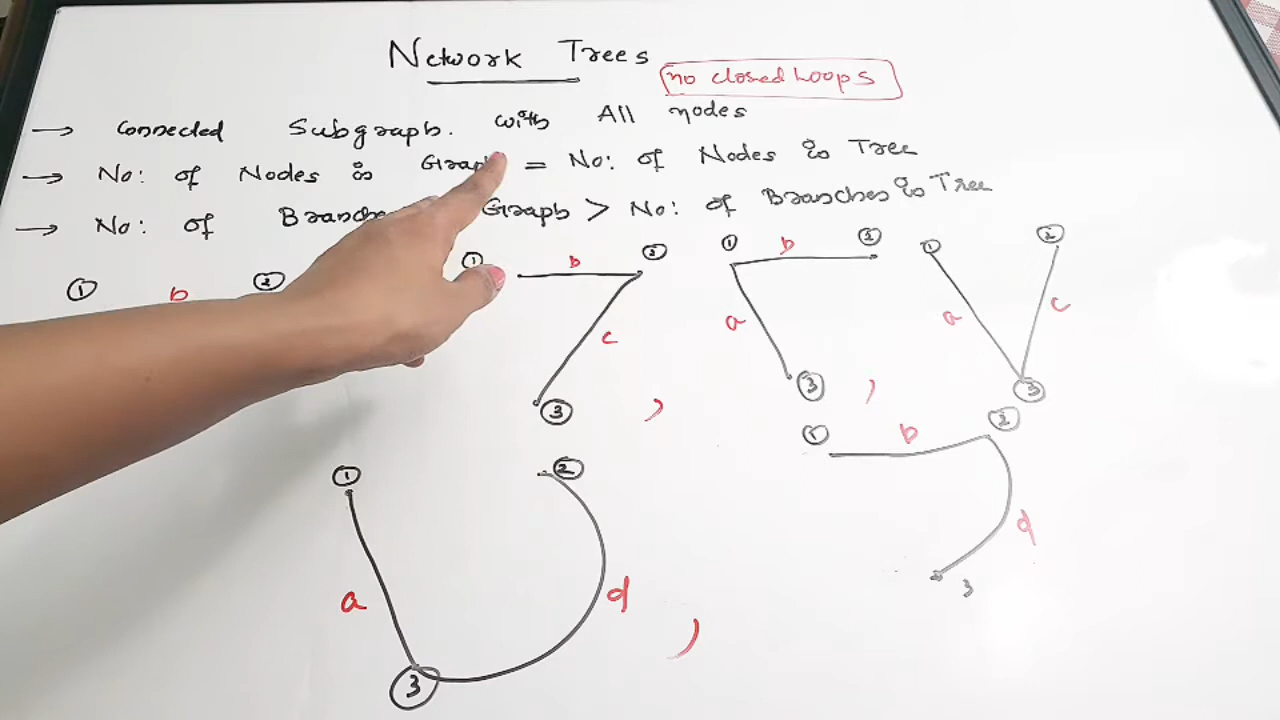 Network Trees
no closed Loops
→ Connected Subgraph. with All nodes
→ No: of Nodes in Graph = No: of Nodes in Tree
→ No: of Graph > No: of Branches in Tree
① b ②
① b ②
c
③ ,
① b ②
a
③ ,
① ②
a c
③
① b ②
d
3
① ②
a d
③ ,